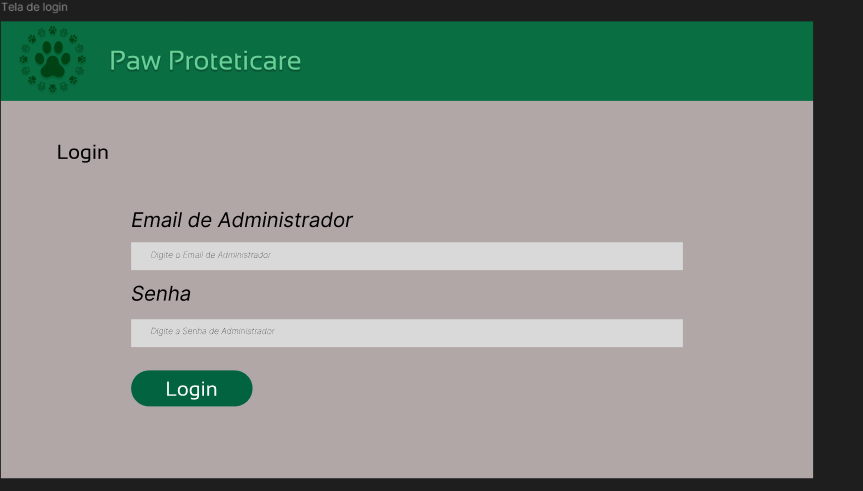 Tela de login
Paw Proteticare
Login
Email de Administrador
Digite o Email de Administrador
Senha
Digite a Senha de Administrador
Login